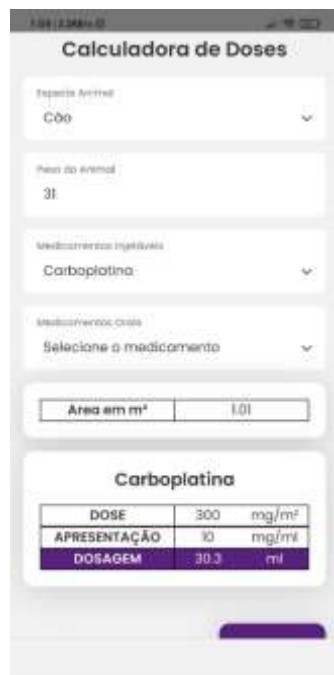 Calculadora de Doses
Espécie Animal
Cão
Peso do Animal
31
Medicamentos Injetáveis
Carboplatina
Medicamentos Orais
Selecione o medicamento
Área em m² 1.01
Carboplatina
DOSE 300 mg/m²
APRESENTAÇÃO 10 mg/ml
DOSAGEM 30.3 ml